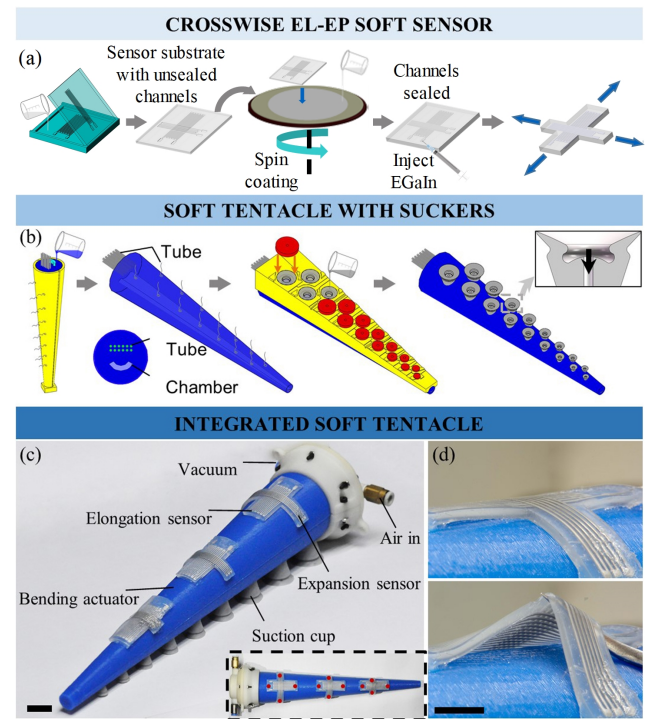 CROSSWISE EL-EP SOFT SENSOR
(a)
Sensor substrate
with unsealed
channels
Spin
coating
Channels
sealed
Inject
EGaIn
SOFT TENTACLE WITH SUCKERS
(b)
Tube
Tube
Chamber
INTEGRATED SOFT TENTACLE
(c)
Vacuum
Elongation sensor
Air in
Expansion sensor
Bending actuator
Suction cup
(d)